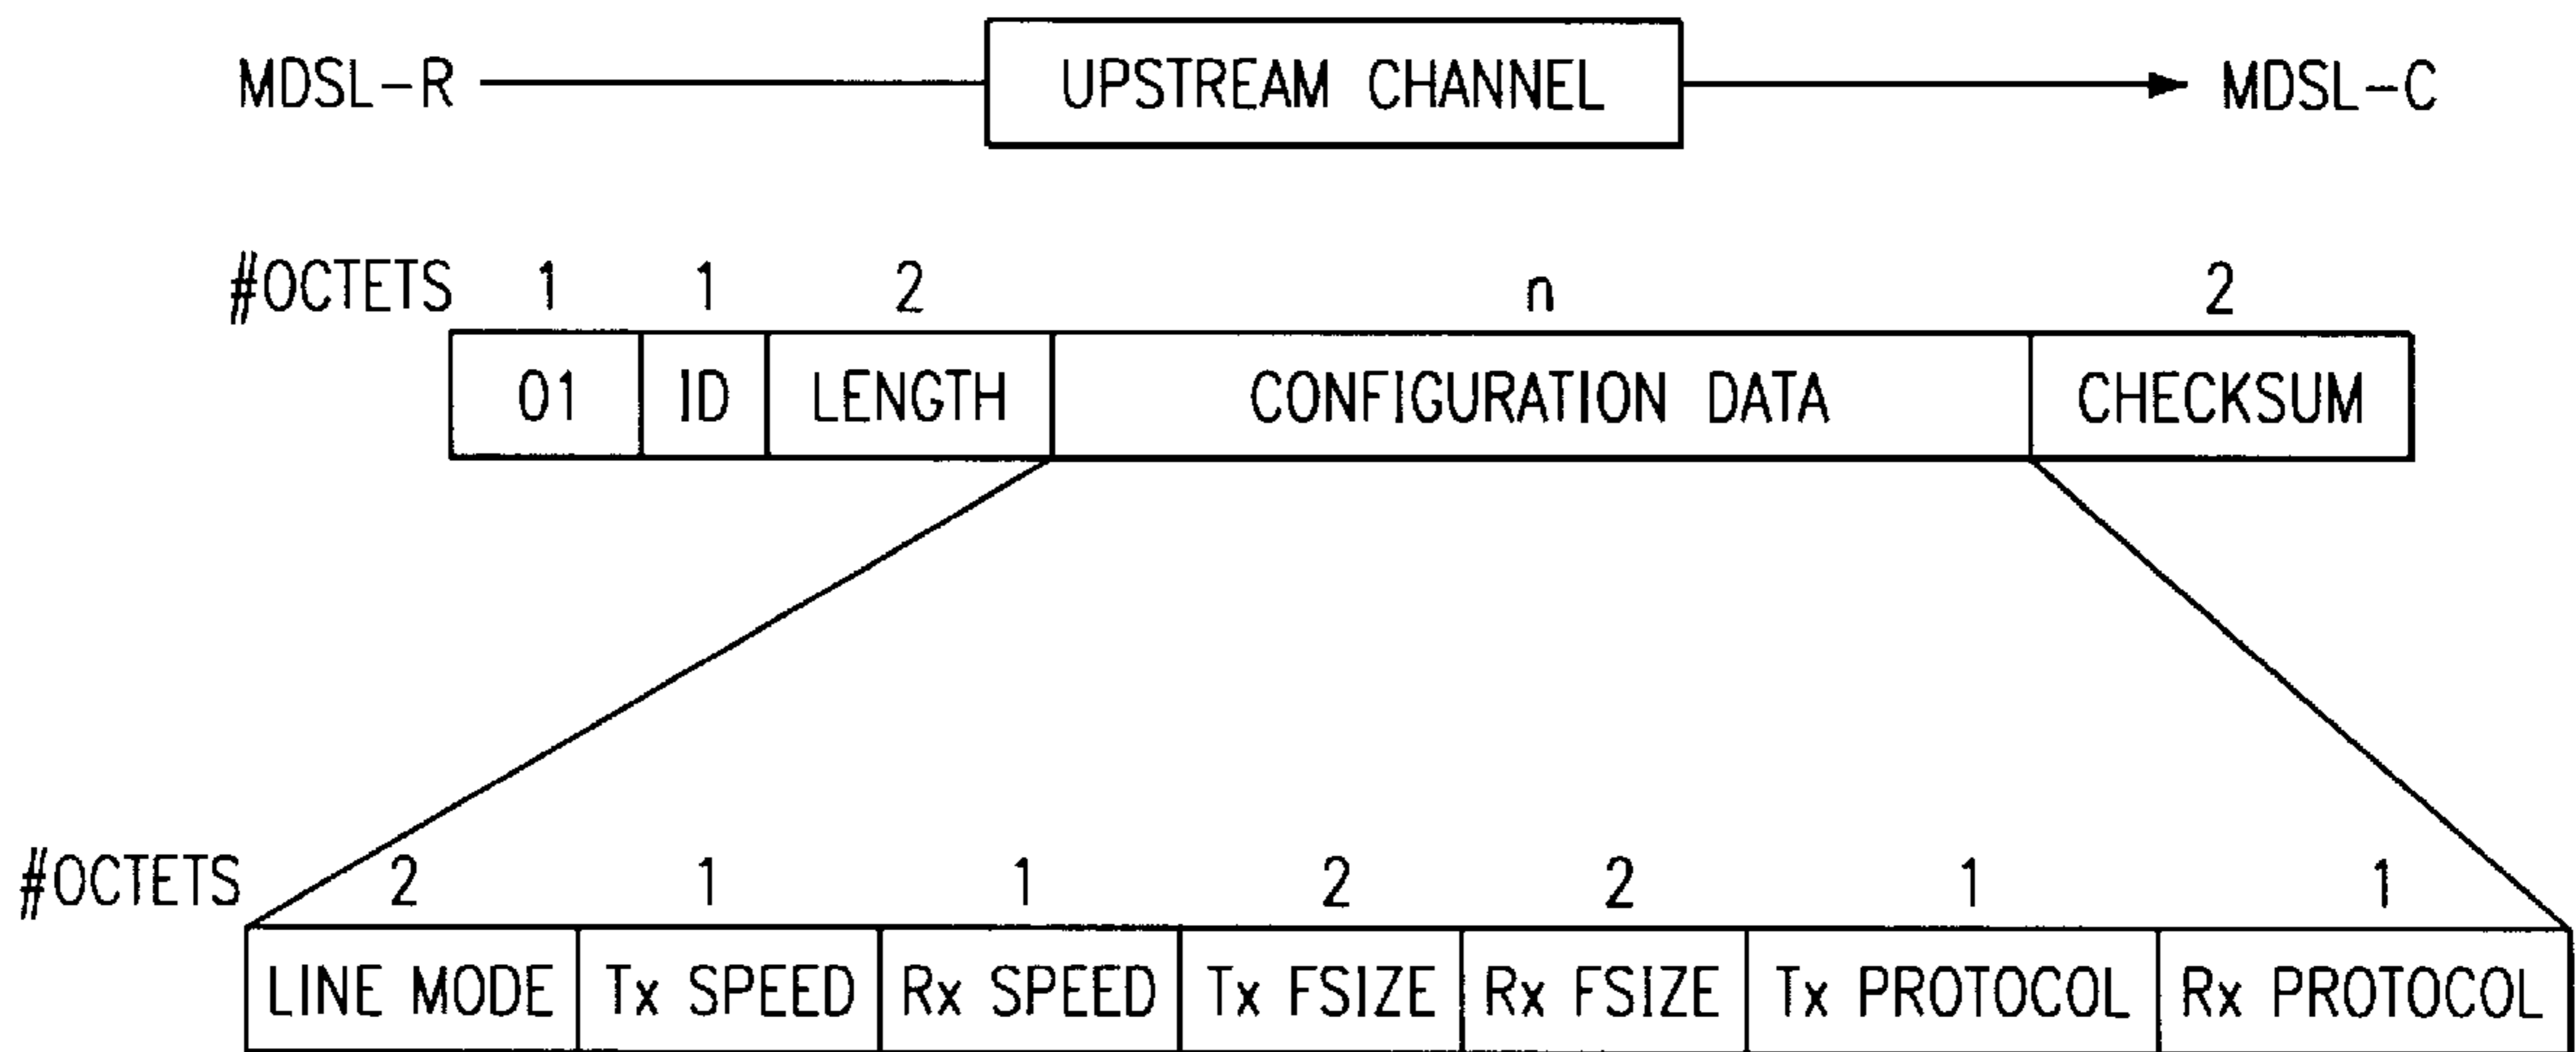 MDSL-R UPSTREAM CHANNEL MDSL-C
#OCTETS 1 1 2 n 2
01 ID LENGTH CONFIGURATION DATA CHECKSUM
#OCTETS 2 1 1 2 2 1 1
LINE MODE Tx SPEED Rx SPEED Tx FSIZE Rx FSIZE Tx PROTOCOL Rx PROTOCOL